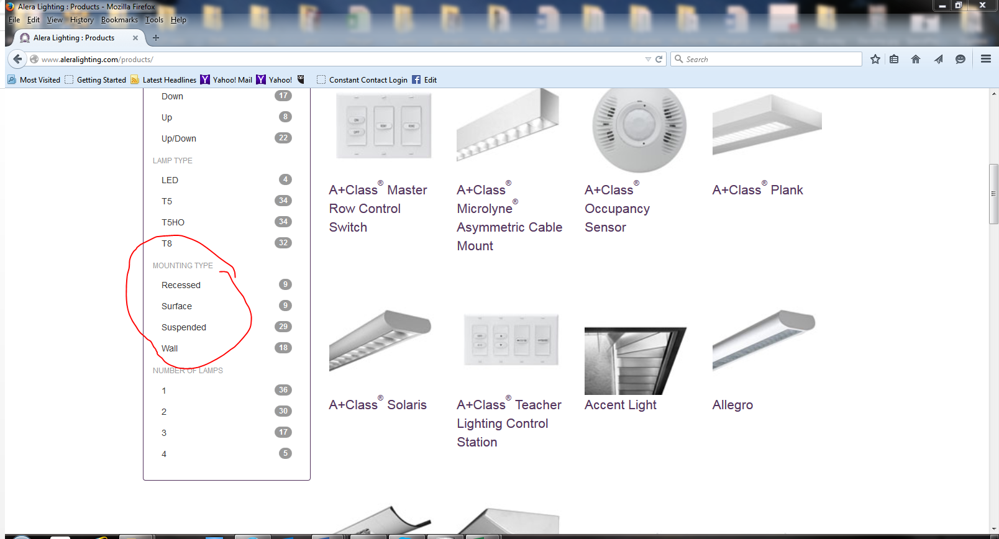 Alera Lighting : Products - Mozilla Firefox
File Edit View History Bookmarks Tools Help
Alera Lighting : Products
www.aleralighting.com/products/
Search
Most Visited Getting Started Latest Headlines Yahoo! Mail Yahoo! Constant Contact Login Edit
Down 17
Up 8
Up/Down 22
LAMP TYPE
LED 4
T5 34
T5HO 34
T8 32
MOUNTING TYPE
Recessed 9
Surface 9
Suspended 29
Wall 18
NUMBER OF LAMPS
1 36
2 30
3 17
4 5
ON
OFF
A+Class® Master
Row Control
Switch
A+Class®
Microlyne®
Asymmetric Cable
Mount
A+Class®
Occupancy
Sensor
A+Class® Plank
A+Class® Solaris
A+Class® Teacher
Lighting Control
Station
Accent Light
Allegro